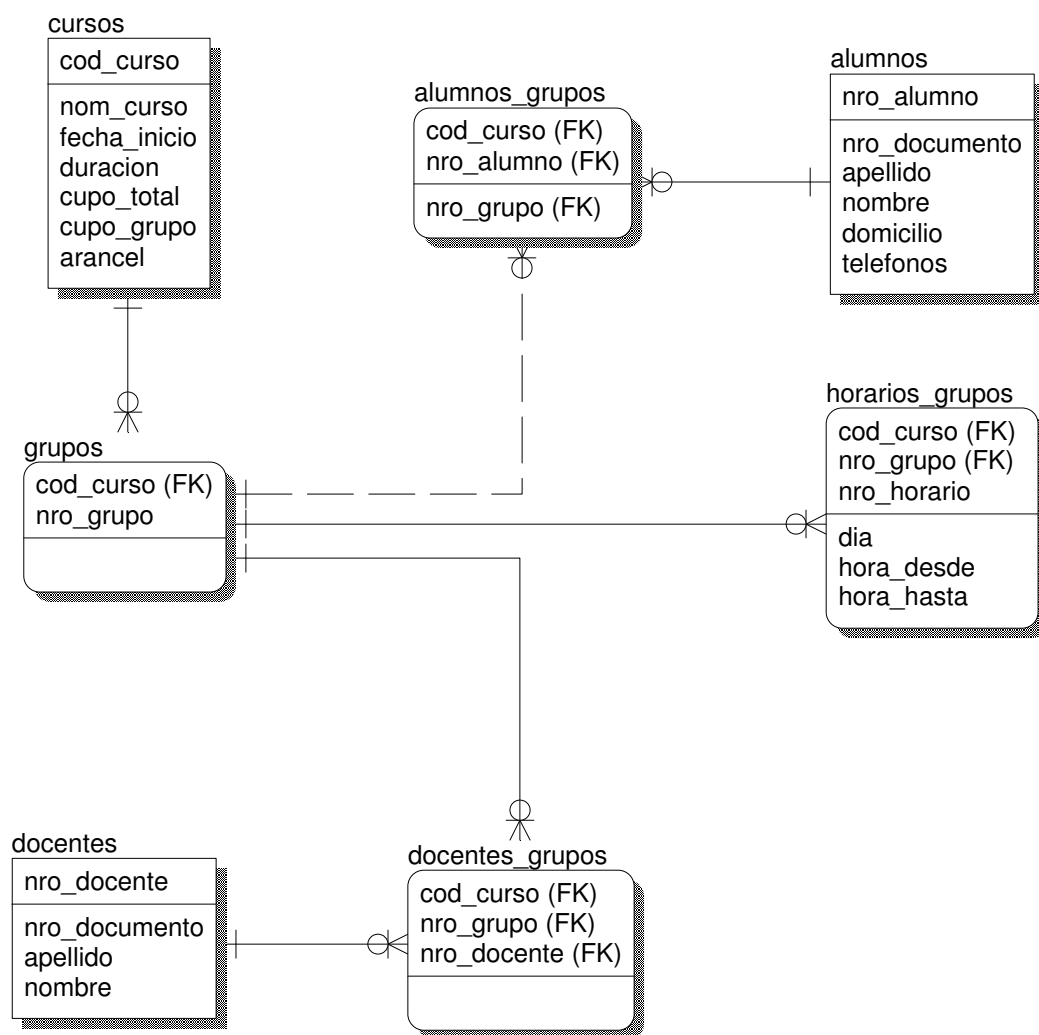 cursos
cod_curso
nom_curso
fecha_inicio
duracion
cupo_total
cupo_grupo
arancel
alumnos_grupos
cod_curso (FK)
nro_alumno (FK)
nro_grupo (FK)
alumnos
nro_alumno
nro_documento
apellido
nombre
domicilio
telefonos
grupos
cod_curso (FK)
nro_grupo
horarios_grupos
cod_curso (FK)
nro_grupo (FK)
nro_horario
dia
hora_desde
hora_hasta
docentes
nro_docente
nro_documento
apellido
nombre
docentes_grupos
cod_curso (FK)
nro_grupo (FK)
nro_docente (FK)